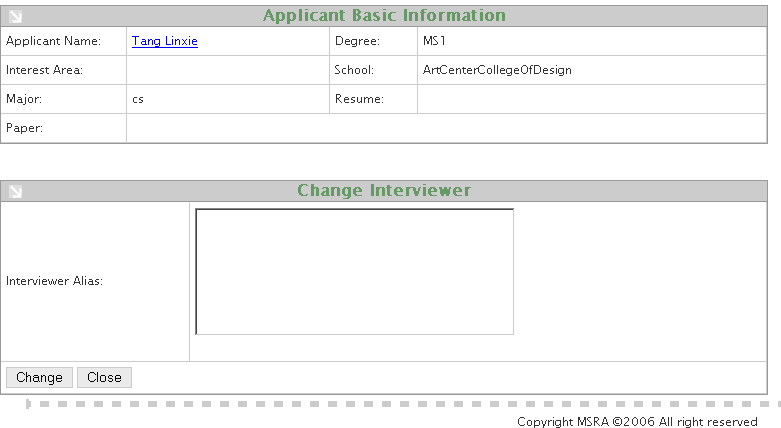 Applicant Basic Information
Applicant Name: Tang Linxie Degree: MS1
Interest Area: School: ArtCenterCollegeOfDesign
Major: cs Resume:
Paper:
Change Interviewer
Interviewer Alias:
Change Close
Copyright MSRA ©2006 All right reserved